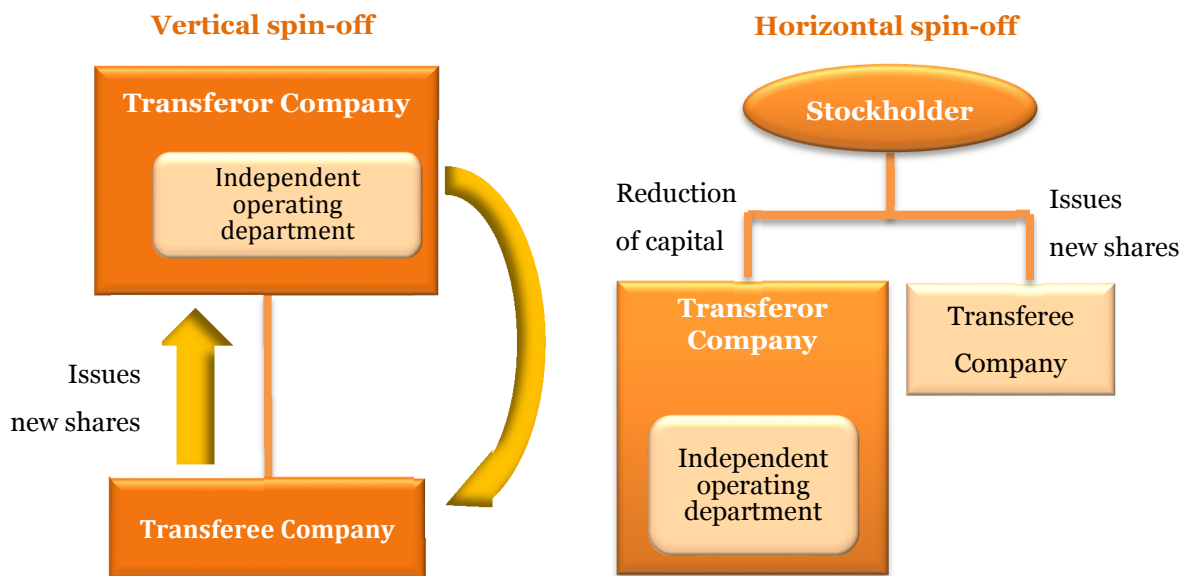 Vertical spin-off
Transferor Company
Independent
operating
department
Issues
new shares
Transferee Company
Horizontal spin-off
Stockholder
Reduction
of capital
Issues
new shares
Transferor
Company
Transferee
Company
Independent
operating
department